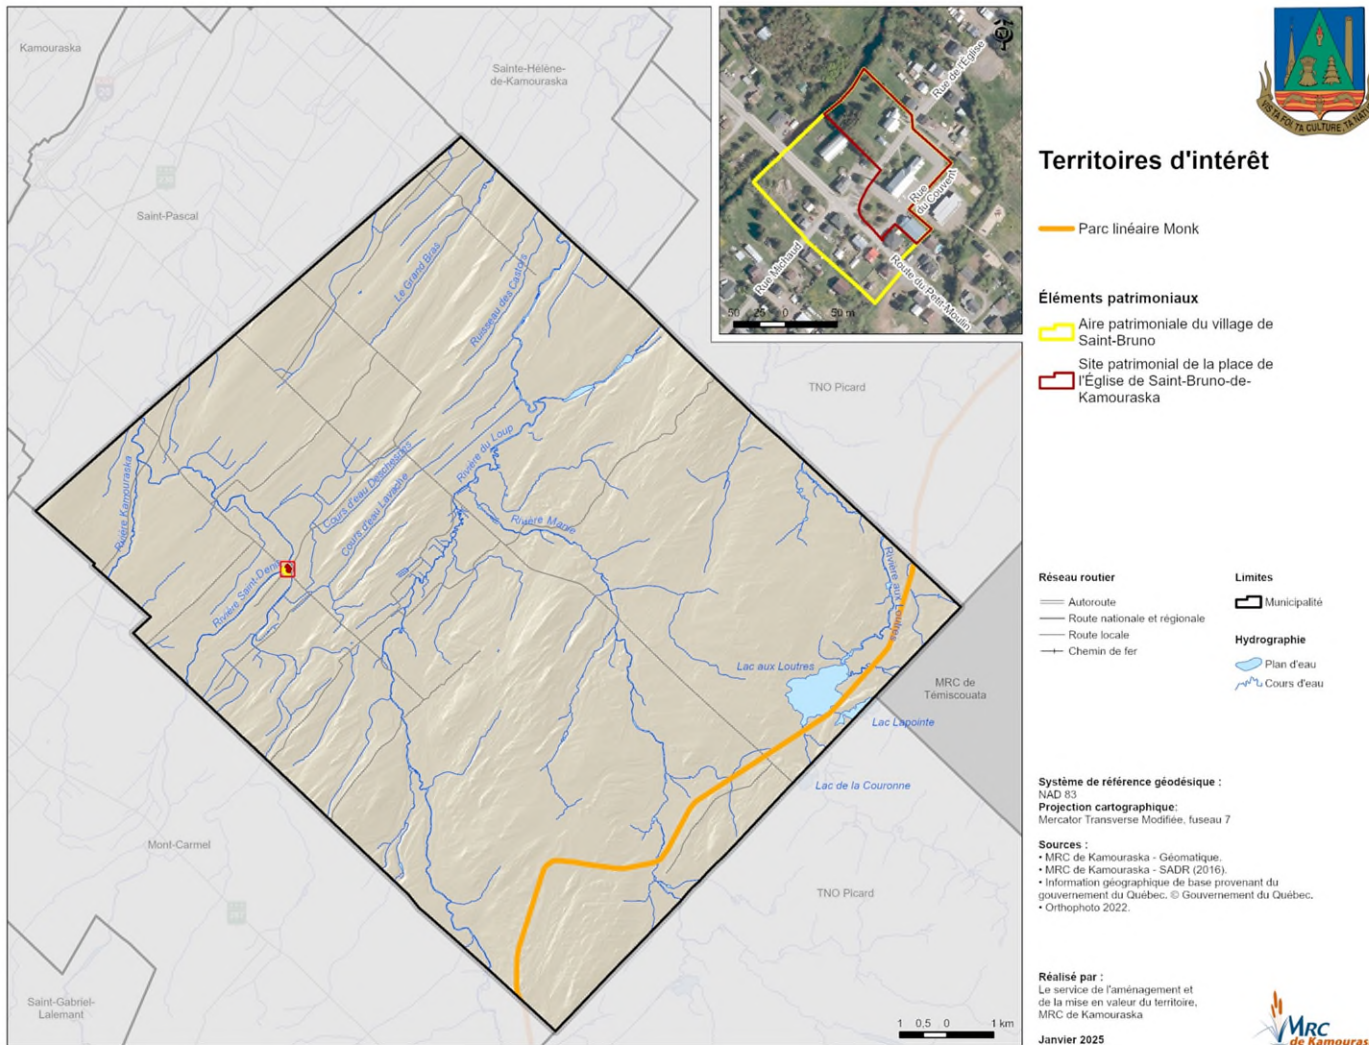 Kamouraska
Sainte-Hélène-
de-Kamouraska
20
Saint-Pascal
Le Grand Bras
Ruisseau des Castors
Rivière du Loup
Cours d'eau Deschesnes
Cours d'eau Lavache
Rivière Manie
Rivière Kamouraska
Rivière Saint-Denis
TNO Picard
Rivière aux Loutres
Lac aux Loutres
MRC de
Témiscouata
Lac Lapointe
Lac de la Couronne
Mont-Carmel
TNO Picard
Saint-Gabriel-
Lalemant
1 0,5 0 1 km
Rue de l'Église
Rue
du Couvent
Rue Michaud
Route du Petit-Moulin
50 25 0 50 m
Territoires d'intérêt
Parc linéaire Monk
Éléments patrimoniaux
Aire patrimoniale du village de
Saint-Bruno
Site patrimonial de la place de
l'Église de Saint-Bruno-de-
Kamouraska
Réseau routier
Autoroute
Route nationale et régionale
Route locale
Chemin de fer
Limites
Municipalité
Hydrographie
Plan d'eau
Cours d'eau
Système de référence géodésique :
NAD 83
Projection cartographique:
Mercator Transverse Modifiée, fuseau 7
Sources :
• MRC de Kamouraska - Géomatique.
• MRC de Kamouraska - SADR (2016).
• Information géographique de base provenant du
gouvernement du Québec. © Gouvernement du Québec.
• Orthophoto 2022.
Réalisé par :
Le service de l'aménagement et
de la mise en valeur du territoire,
MRC de Kamouraska
Janvier 2025
MRC
de Kamouras